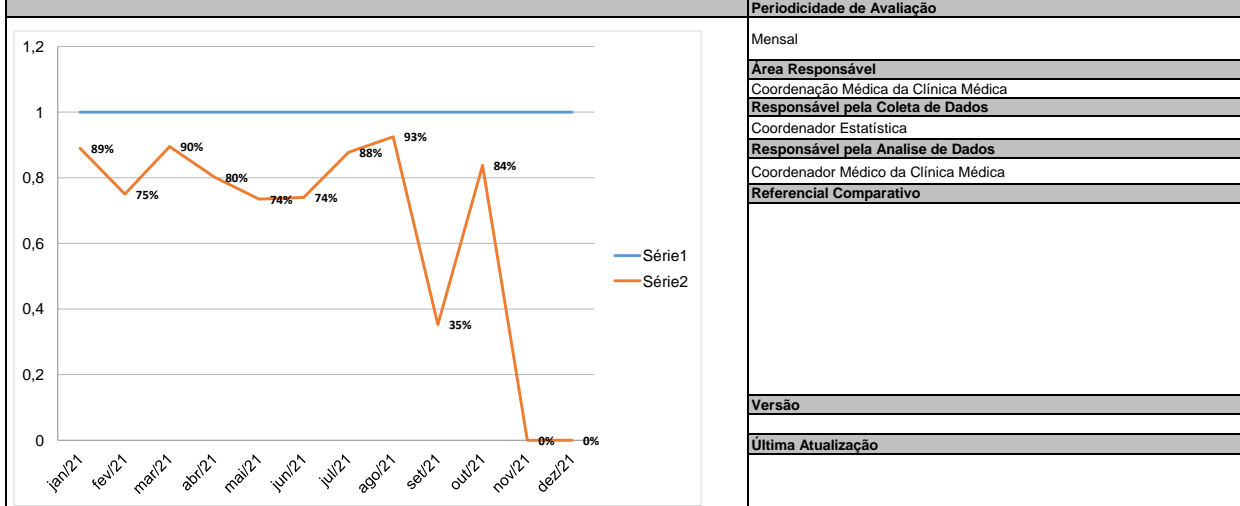 Periodicidade de Avaliação
Mensal
Área Responsável
Coordenação Médica da Clínica Médica
Responsável pela Coleta de Dados
Coordenador Estatística
Responsável pela Analise de Dados
Coordenador Médico da Clínica Médica
Referencial Comparativo
Versão
Última Atualização
1,2
1
0,8
0,6
0,4
0,2
0
89%
75%
90%
80%
74%
74%
88%
93%
35%
84%
0%
0%
jan/21
fev/21
mar/21
abr/21
mai/21
jun/21
jul/21
ago/21
set/21
out/21
nov/21
dez/21
Série1
Série2